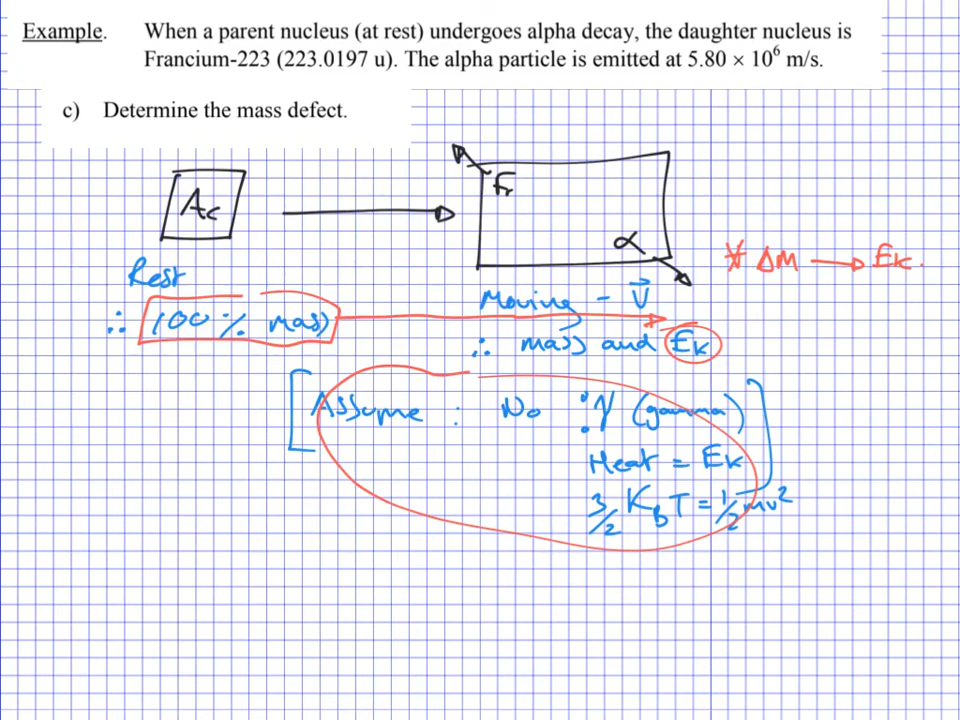 Example. When a parent nucleus (at rest) undergoes alpha decay, the daughter nucleus is
Francium-223 (223.0197 u). The alpha particle is emitted at 5.80 × 10⁶ m/s.
c) Determine the mass defect.
Ac
Fr
α
∀ ΔM → Ek.
Rest
Moving - v⃗
∴ 100% mass
∴ mass and Ek
[Assume : No : γ (gamma)
Heat = Ek
3/2 KBT = 1/2 mv²]